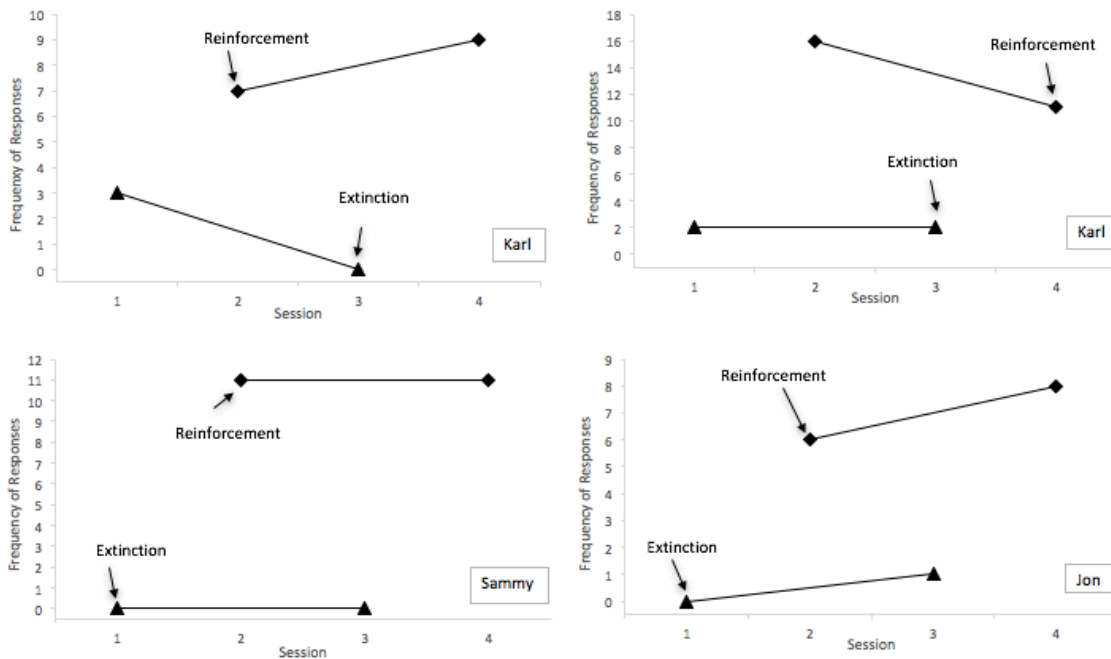 10
9
8
7
6
5
4
3
2
1
0
Frequenxy of Responses
Reinforcement
Extinction
Karl
1 2 3 4
Session
18
16
14
12
10
8
6
4
2
0
Frequency of Responses
Reinforcement
Extinction
Karl
1 2 3 4
Session
12
11
10
9
8
7
6
5
4
3
2
1
0
Frequency of Responses
Reinforcement
Extinction
Sammy
1 2 3 4
Session
9
8
7
6
5
4
3
2
1
0
Frequency of Responses
Reinforcement
Extinction
Jon
1 2 3 4
Session